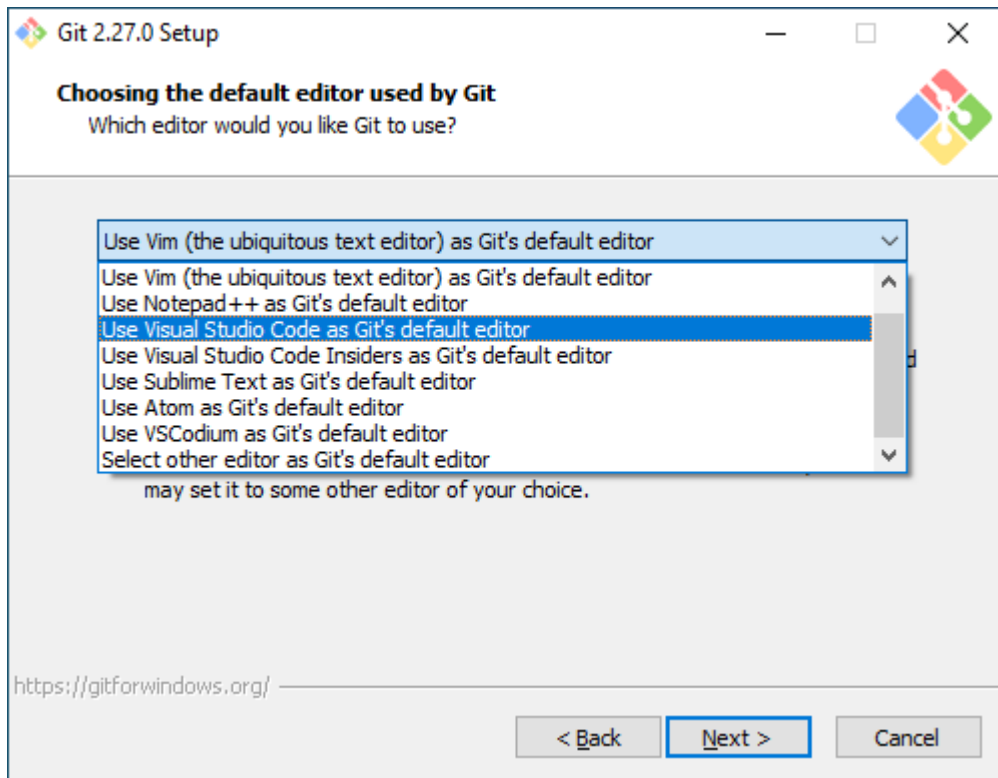 Git 2.27.0 Setup
Choosing the default editor used by Git
Which editor would you like Git to use?
Use Vim (the ubiquitous text editor) as Git's default editor
Use Vim (the ubiquitous text editor) as Git's default editor
Use Notepad++ as Git's default editor
Use Visual Studio Code as Git's default editor
Use Visual Studio Code Insiders as Git's default editor
Use Sublime Text as Git's default editor
Use Atom as Git's default editor
Use VSCodium as Git's default editor
Select other editor as Git's default editor
may set it to some other editor of your choice.
https://gitforwindows.org/
< Back Next > Cancel